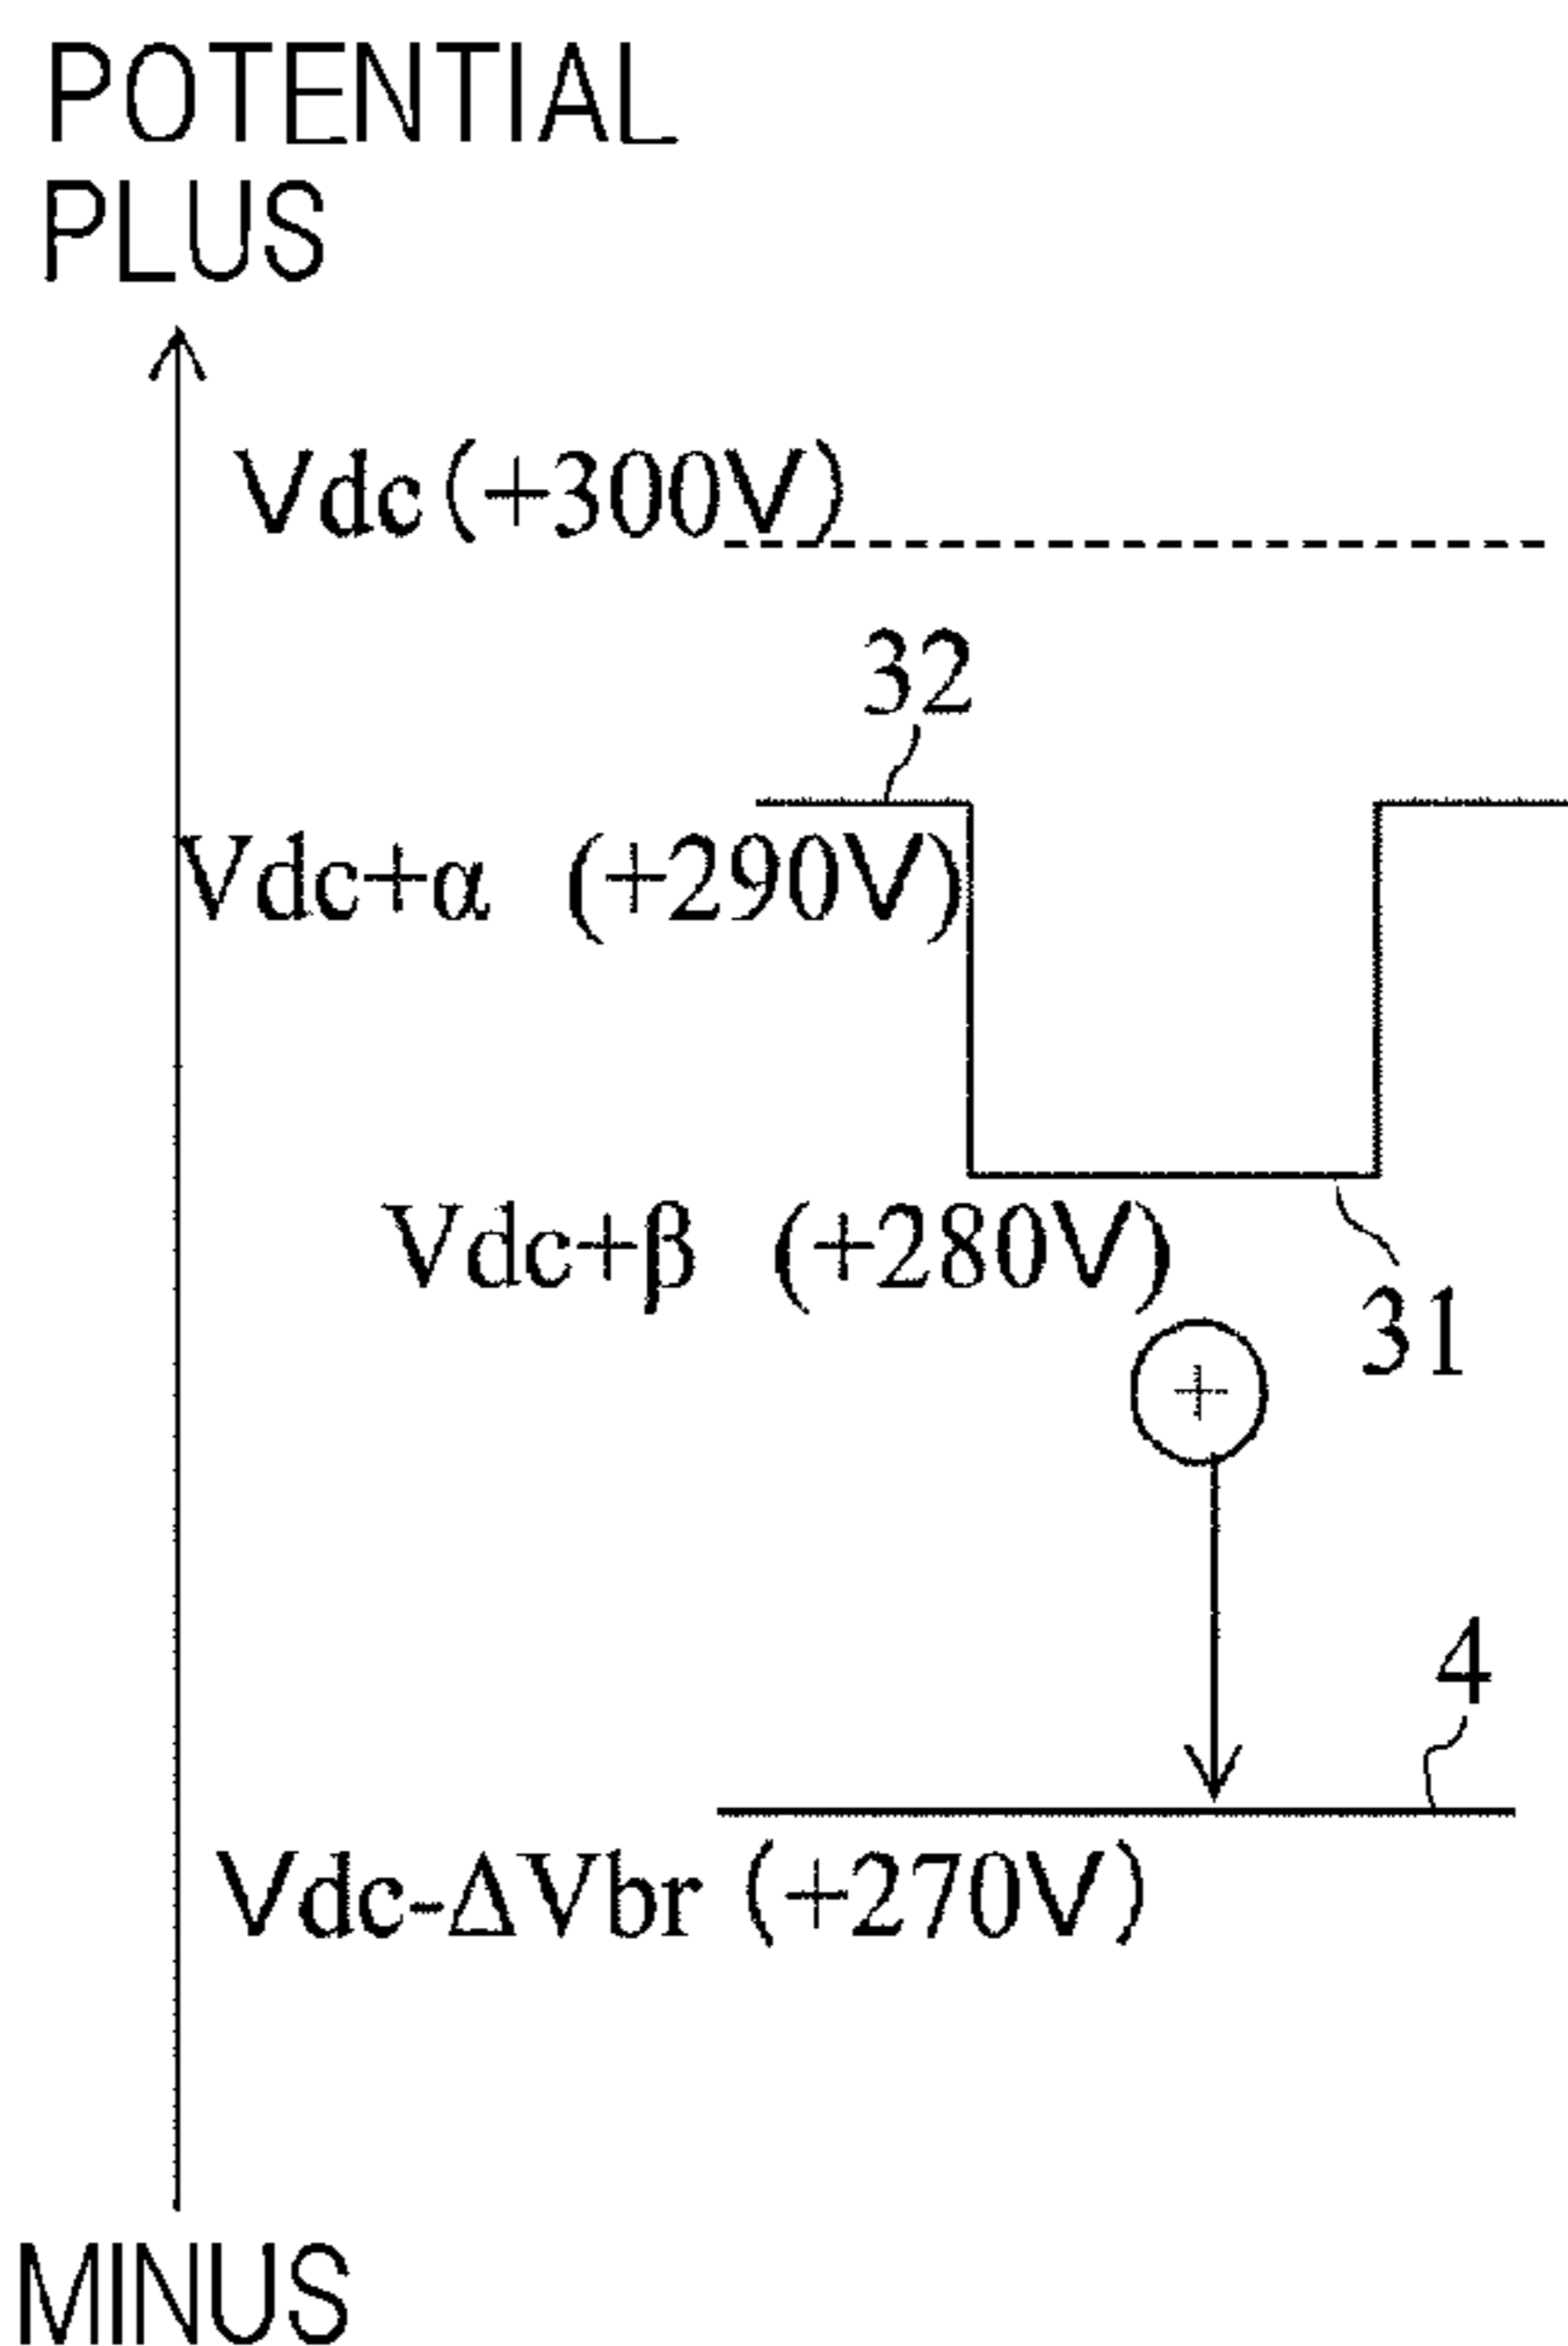 POTENTIAL
PLUS
Vdc(+300V)
32
Vdc+α (+290V)
Vdc+β (+280V)
31
+
4
Vdc-ΔVbr (+270V)
MINUS